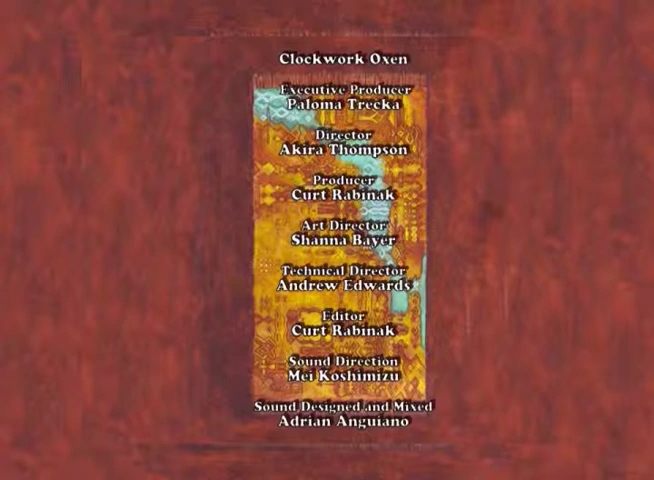 Clockwork Oxen
Executive Producer
Paloma Trecka
Director
Akira Thompson
Producer
Curt Rabinak
Art Director
Shanna Bayer
Technical Director
Andrew Edwards
Editor
Curt Rabinak
Sound Direction
Mei Koshimizu
Sound Designed and Mixed
Adrian Anguiano